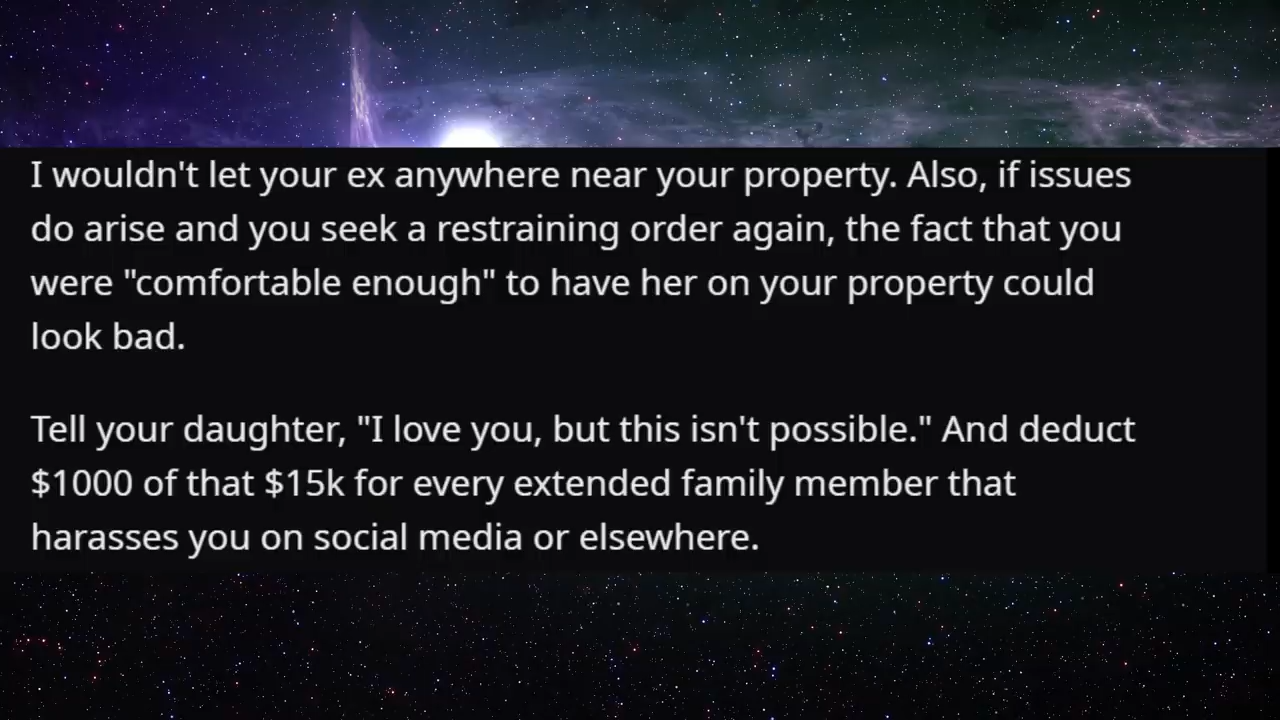 I wouldn't let your ex anywhere near your property. Also, if issues
do arise and you seek a restraining order again, the fact that you
were "comfortable enough" to have her on your property could
look bad.
Tell your daughter, "I love you, but this isn't possible." And deduct
$1000 of that $15k for every extended family member that
harasses you on social media or elsewhere.